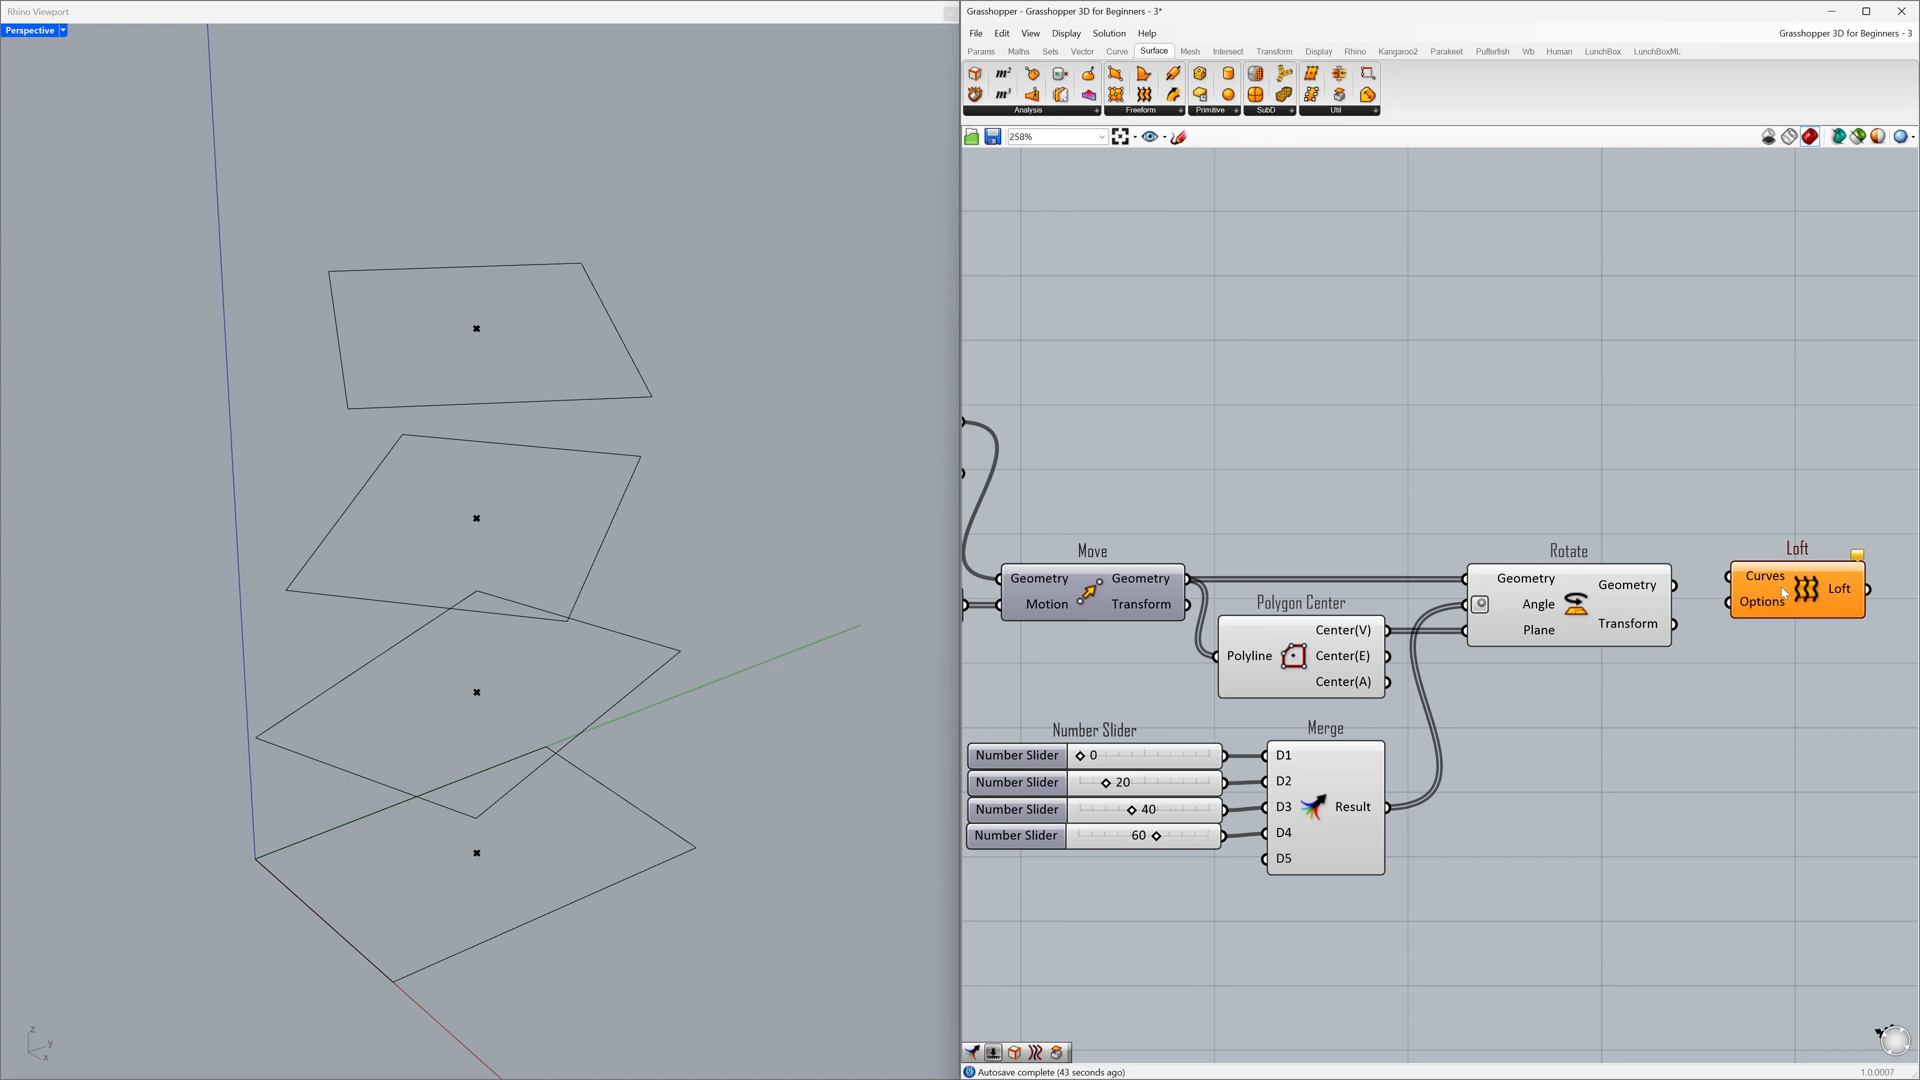 Rhino Viewport
Perspective
z
y
x
Grasshopper - Grasshopper 3D for Beginners - 3*
File Edit View Display Solution Help
Grasshopper 3D for Beginners - 3
Params Maths Sets Vector Curve Surface Mesh Intersect Transform Display Rhino Kangaroo2 Parakeet Pufferfish Wb Human LunchBox LunchBoxML
m²
m³
Analysis Freeform Primitive SubD Util
258%
Move
Geometry Geometry
Motion Transform
Polygon Center
Polyline
Center(V)
Center(E)
Center(A)
Rotate
Geometry
Angle
Plane
Geometry
Transform
Loft
Curves
Options
Loft
Number Slider
Number Slider 0
Number Slider 20
Number Slider 40
Number Slider 60
Merge
D1
D2
D3
D4
D5
Result
Autosave complete (43 seconds ago)
1.0.0007